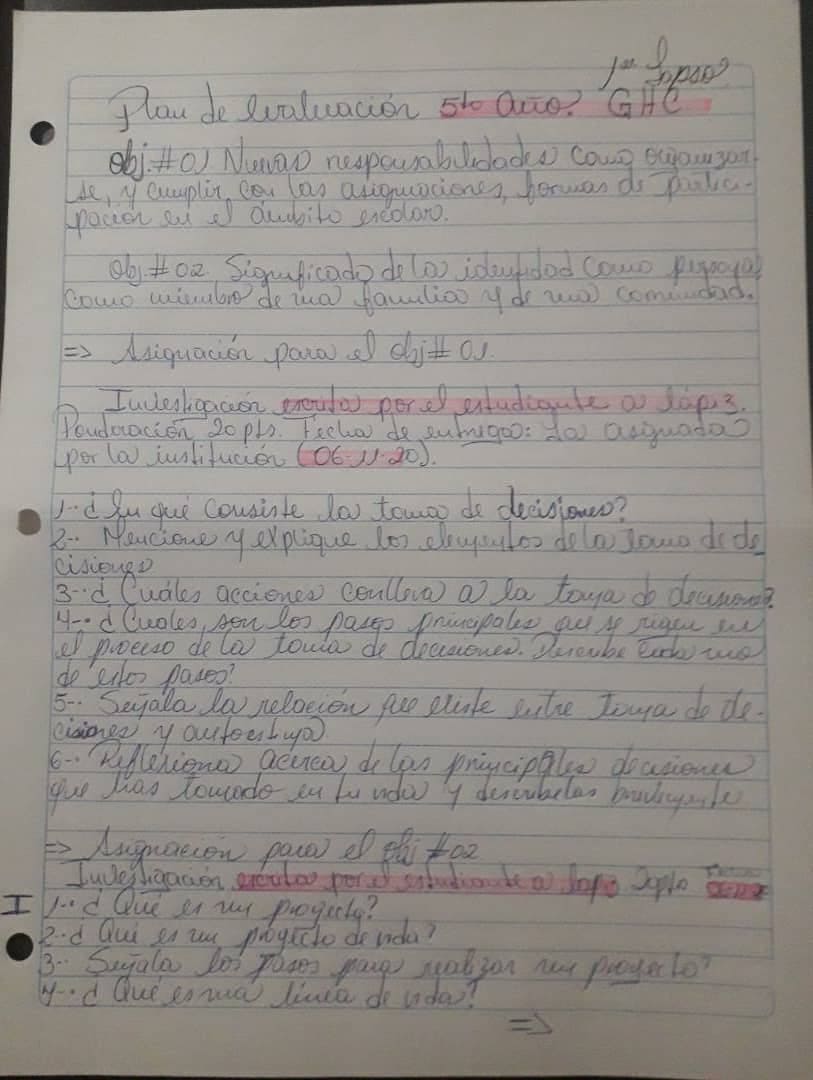 1er Lapso
Plan de evaluación 5to Año. GHC
Obj.#01 Nuevas responsabilidades como organizar-
se, y cumplir con las asignaciones, formas de partici-
pación en el ámbito escolar.
Obj.#02 Significado de la identidad como persona,
como miembro de una familia y de una comunidad.
=> Asignación para el obj#01.
Investigación escrita por el estudiante a lápiz.
Ponderación 20pts. Fecha de entrega: La asignada
por la institución (06-11-20).
1-. ¿En qué consiste la toma de decisiones?
2-. Mencione y explique los elementos de la toma de de
cisiones
3-. ¿Cuáles acciones conlleva a la toma de decisiones?
4-. ¿Cuales son los pasos principales que se rigen en
el proceso de la toma de decisiones. Describe cada uno
de estos pasos?
5-. Señala la relación que existe entre toma de de-
cisiones y autoestima
6-. Reflexiona acerca de las principales decisiones
que has tomado en tu vida y descríbelas brevemente
=> Asignación para el obj #02
Investigación escrita por el estudiante a lápiz
I 1-. ¿Qué es un proyecto?
2-. ¿Qué es un proyecto de vida?
3-. Señala los pasos para realizar un proyecto?
4-. ¿Qué es una línea de vida?
=>